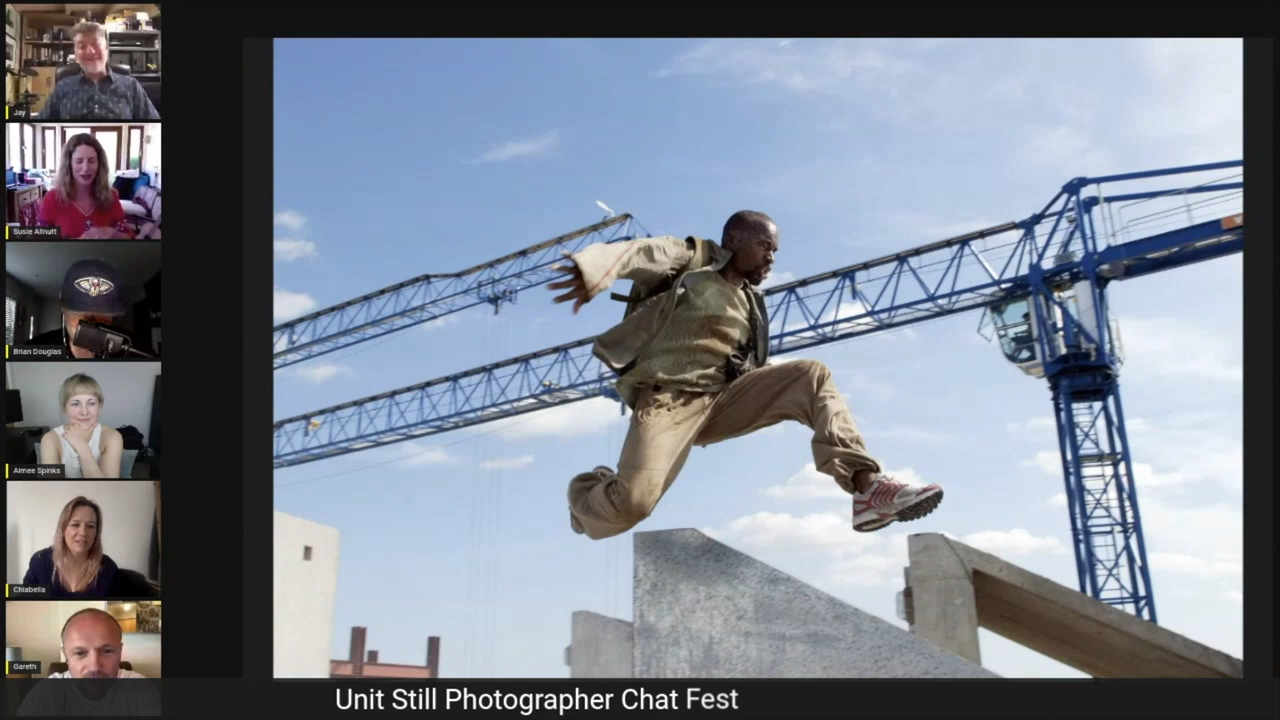 Jay
Susie Allnutt
Brian Douglas
Aimee Spinks
Chiabella
Gareth
Unit Still Photographer Chat Fest